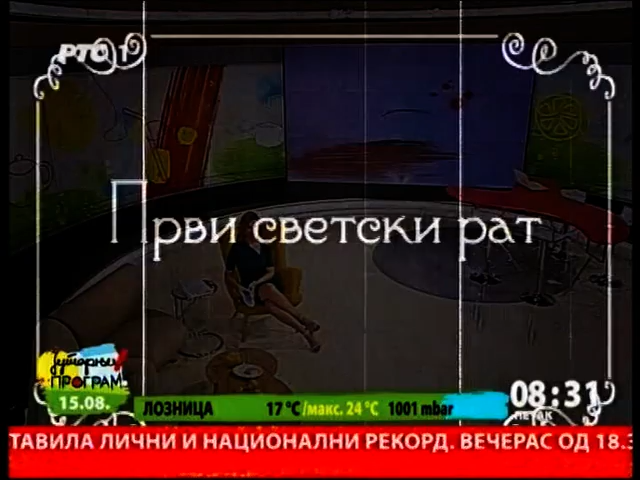 РТС 1
Први светски рат
Јутарњи
ПРОГРАМ
15.08.
ЛОЗНИЦА 17 °C /макс. 24 °C 1001 mbar
08:31
ПЕТАК
ТАВИЛА ЛИЧНИ И НАЦИОНАЛНИ РЕКОРД. ВЕЧЕРАС ОД 18.3